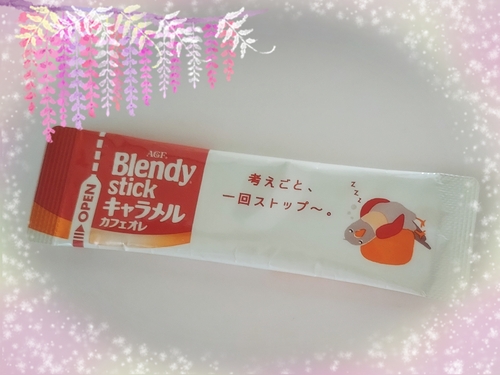 AGF.
Blendy
stick
キャラメル
カフェオレ
OPEN
考えごと、
一回ストップ〜。
z
z
z